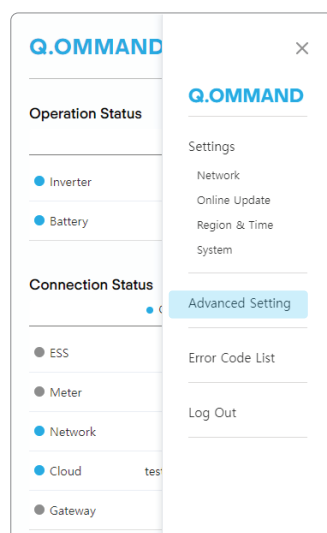 Q.OMMAND
Operation Status
Inverter
Battery
Connection Status
ESS
Meter
Network
Cloud
Gateway
Q.OMMAND
Settings
Network
Online Update
Region & Time
System
Advanced Setting
Error Code List
Log Out